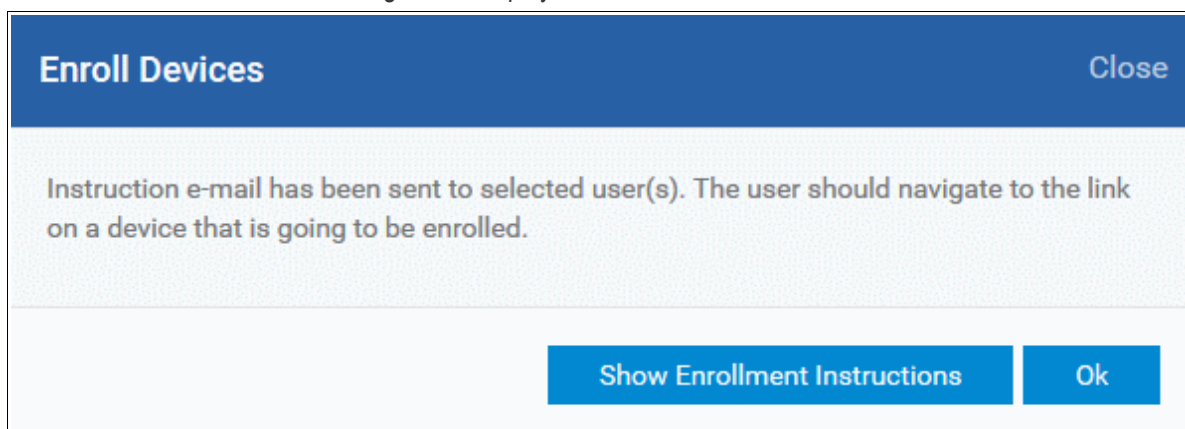 Enroll Devices Close
Instruction e-mail has been sent to selected user(s). The user should navigate to the link
on a device that is going to be enrolled.
Show Enrollment Instructions Ok